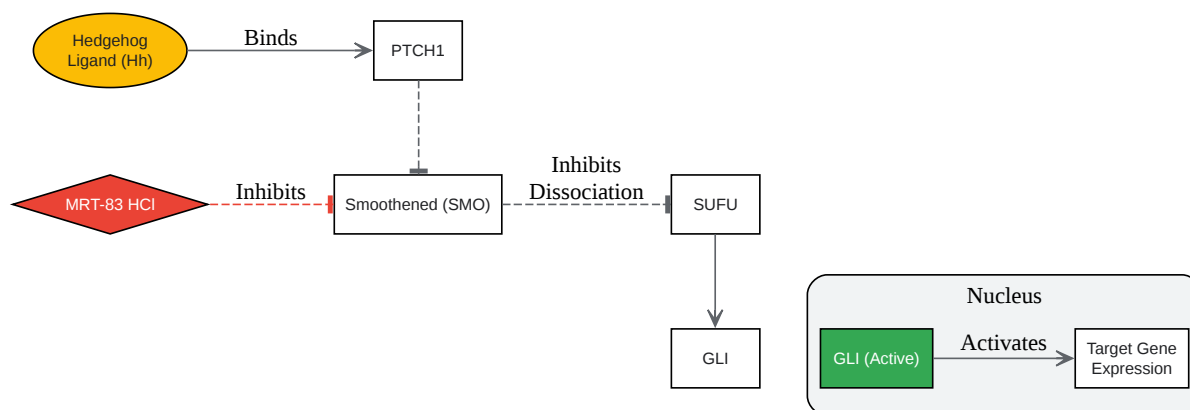 Hedgehog
Ligand (Hh)
Binds
PTCH1
MRT-83 HCl
Inhibits
Smoothened (SMO)
Inhibits
Dissociation
SUFU
GLI
Nucleus
GLI (Active)
Activates
Target Gene
Expression